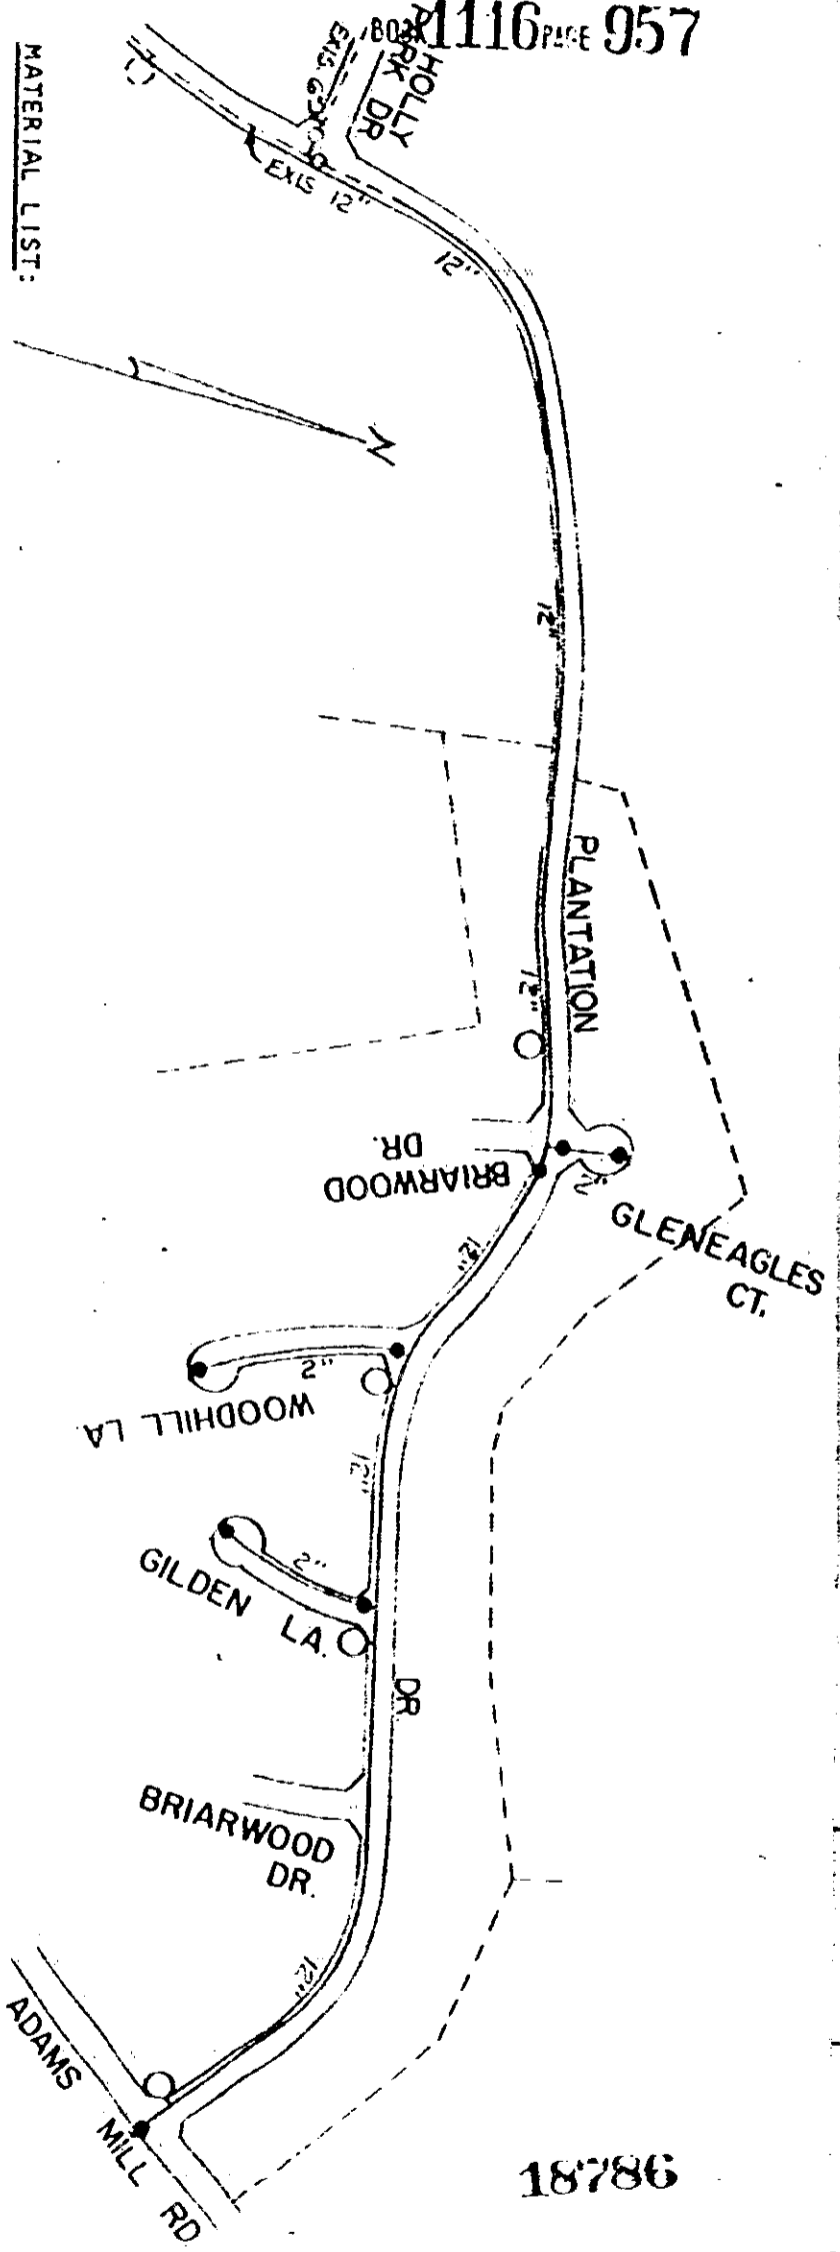 BOOK 1116 PAGE 957
HOLLY
PARK DR
EXIS. 6"
EXIS 12"
12"
MATERIAL LIST:
N
12"
PLANTATION
12"
BRIARWOOD
DR.
2"
GLENEAGLES
CT.
12"
2"
WOODHILL LA.
12"
2"
GILDEN LA.
DR.
BRIARWOOD
DR.
12"
ADAMS MILL RD.
18786